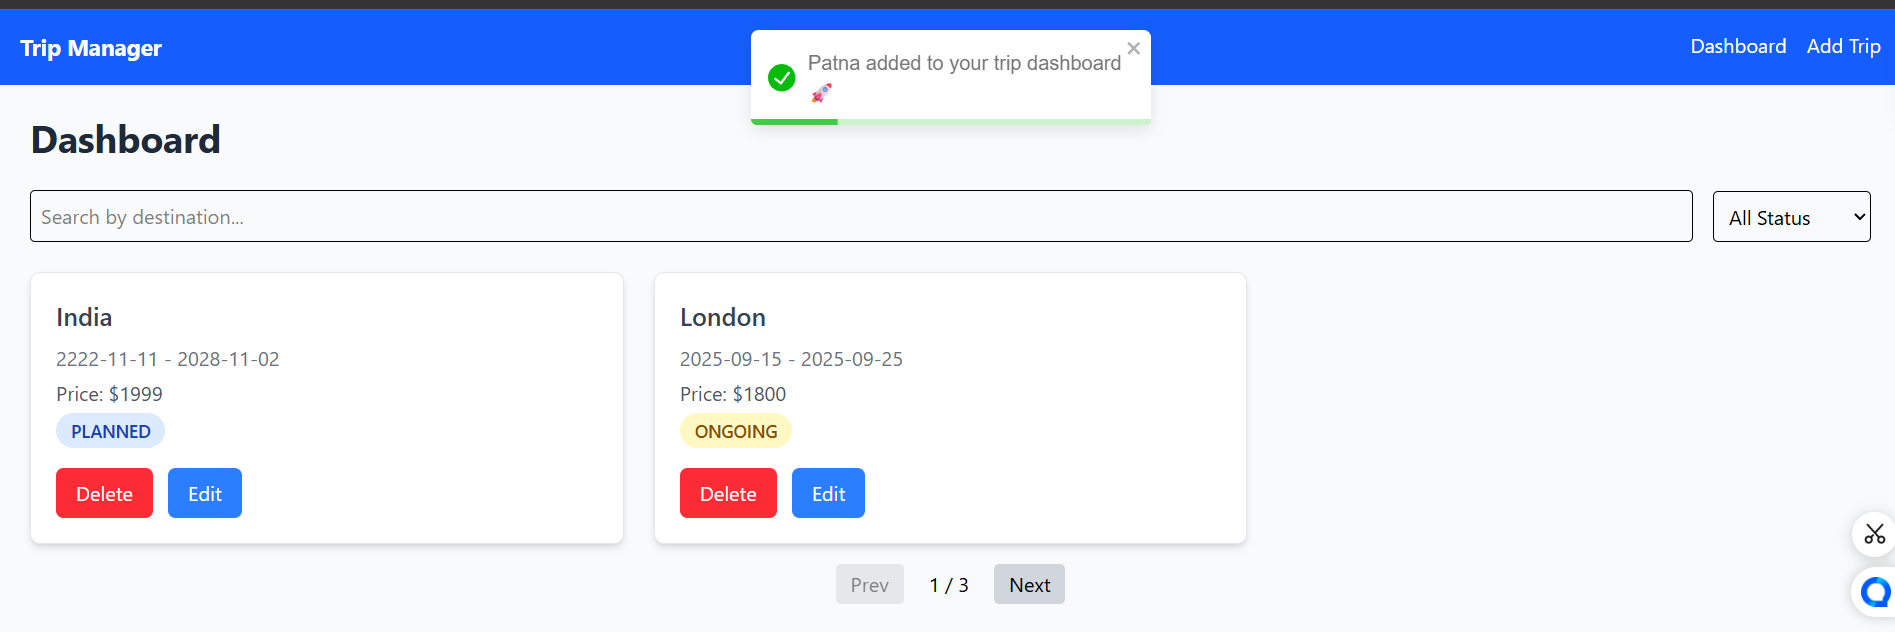 Trip Manager
Patna added to your trip dashboard
🚀
Dashboard
Add Trip
Dashboard
Search by destination...
All Status
India
2222-11-11 - 2028-11-02
Price: $1999
PLANNED
Delete
Edit
London
2025-09-15 - 2025-09-25
Price: $1800
ONGOING
Delete
Edit
Prev
1 / 3
Next